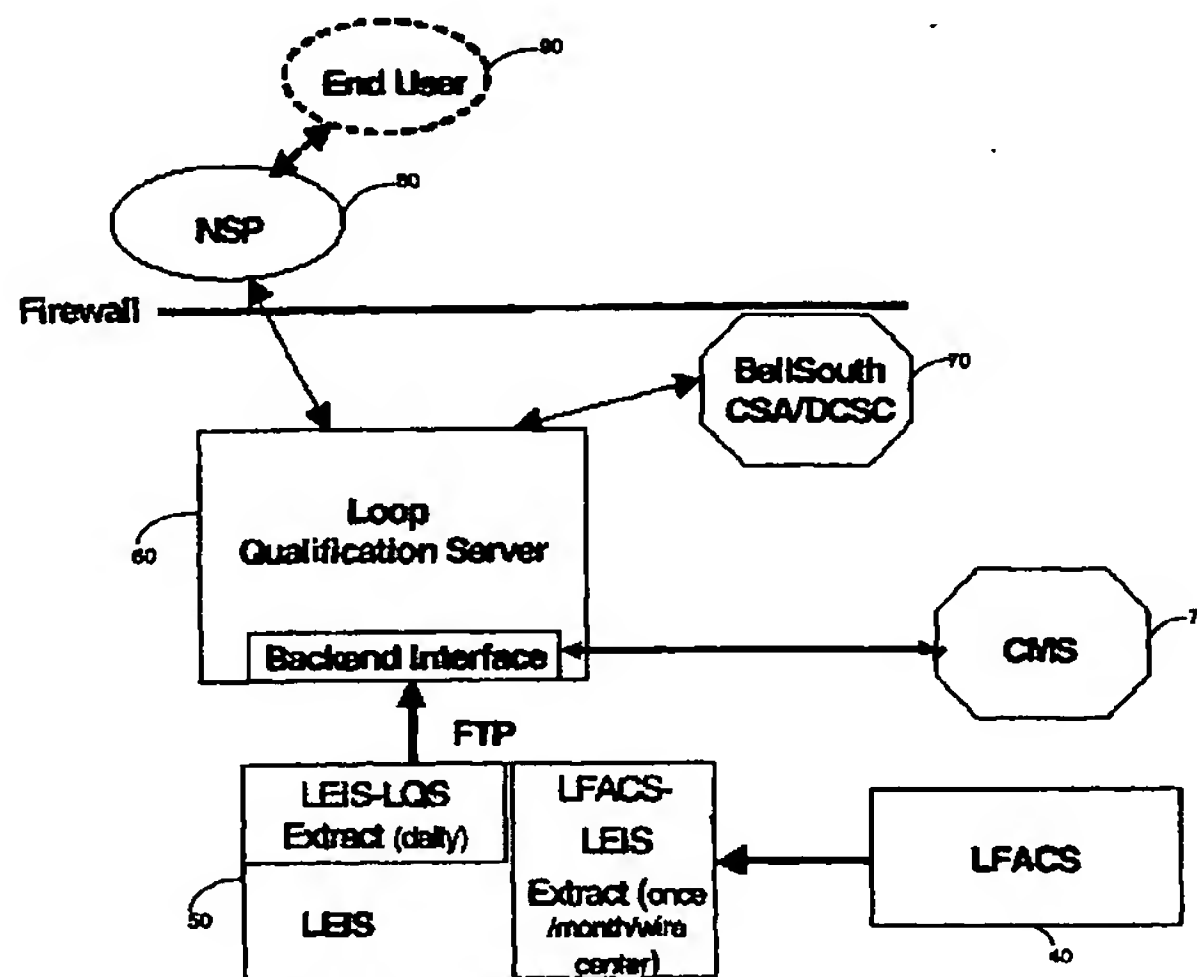 90
End User
80
NSP
Firewall
BellSouth
CSA/DCSC
70
Loop
Qualification Server
60
Backend Interface
CMS
7
FTP
LEIS-LQS
Extract (daily)
LEIS
50
LFACS-
LEIS
Extract (once
/month/wire
center)
LFACS
40